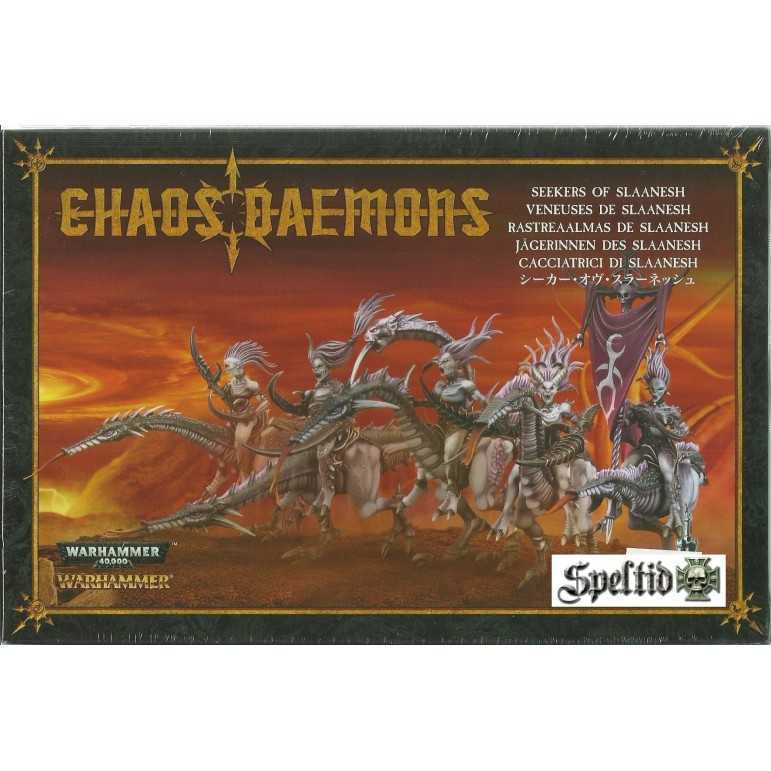 CHAOS DAEMONS
SEEKERS OF SLAANESH
VENEUSES DE SLAANESH
RASTREAALMAS DE SLAANESH
JÄGERINNEN DES SLAANESH
CACCIATRICI DI SLAANESH
シーカー・オヴ・スラーネッシュ
WARHAMMER™
40,000
WARHAMMER®
Speltid